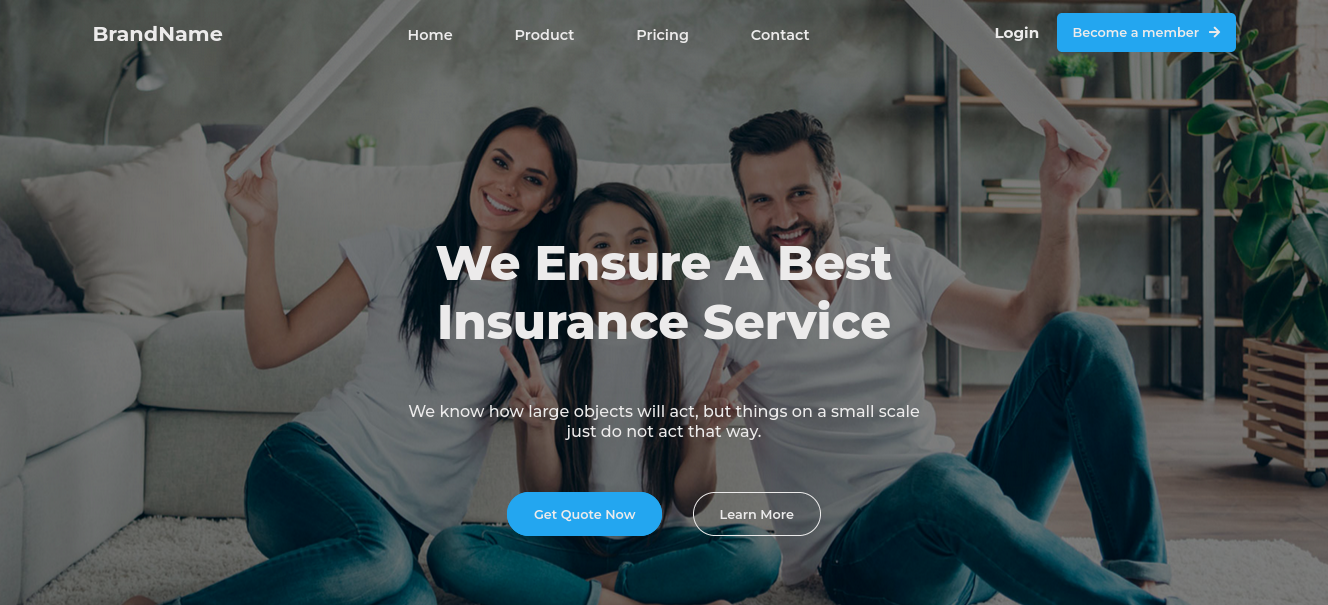 BrandName
Home
Product
Pricing
Contact
Login
Become a member
We Ensure A Best
Insurance Service
We know how large objects will act, but things on a small scale
just do not act that way.
Get Quote Now
Learn More